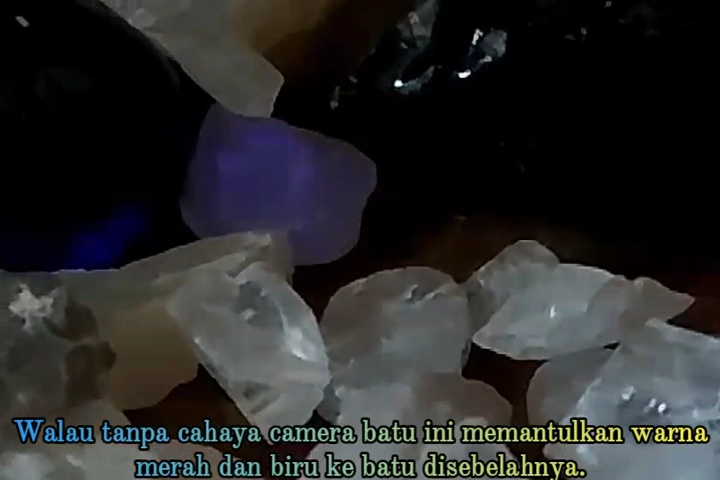 Walau tanpa cahaya camera batu ini memantulkan warna
merah dan biru ke batu disebelahnya.